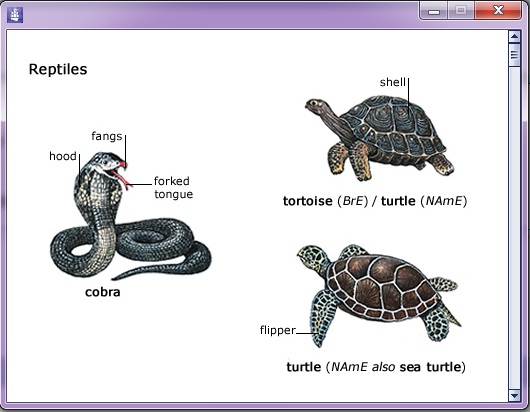 Reptiles
shell
fangs
hood
forked
tongue
tortoise (BrE) / turtle (NAmE)
cobra
flipper
turtle (NAmE also sea turtle)